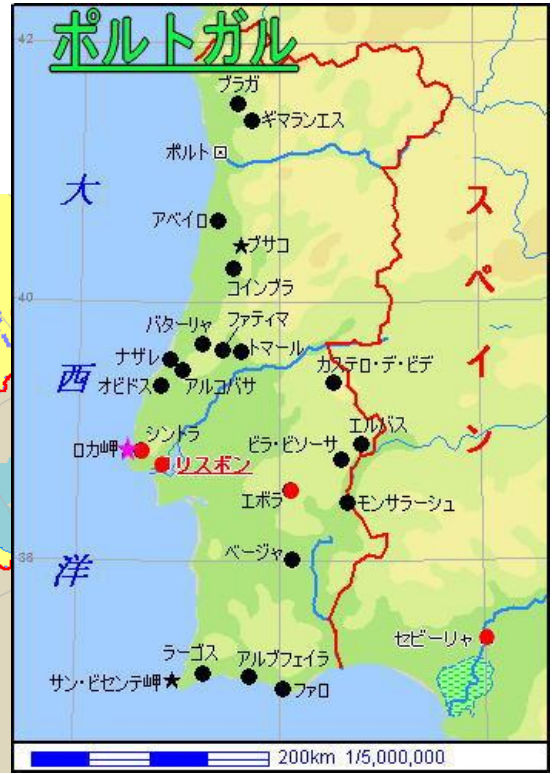 ポルトガル
42
ブラガ
ギマランエス
ポルト
大
アベイロ
ブサコ
コインブラ
40
バターリャ
ファティマ
ナザレ
トマール
カステロ・デ・ビデ
オビドス
アルコバサ
西
スペイン
ロカ岬
シントラ
リスボン
エルバス
ビラ・ビソーサ
エボラ
モンサラーシュ
38
ベージャ
洋
セビーリャ
ラーゴス
アルブフェイラ
サン・ビセンテ岬
ファロ
200km 1/5,000,000